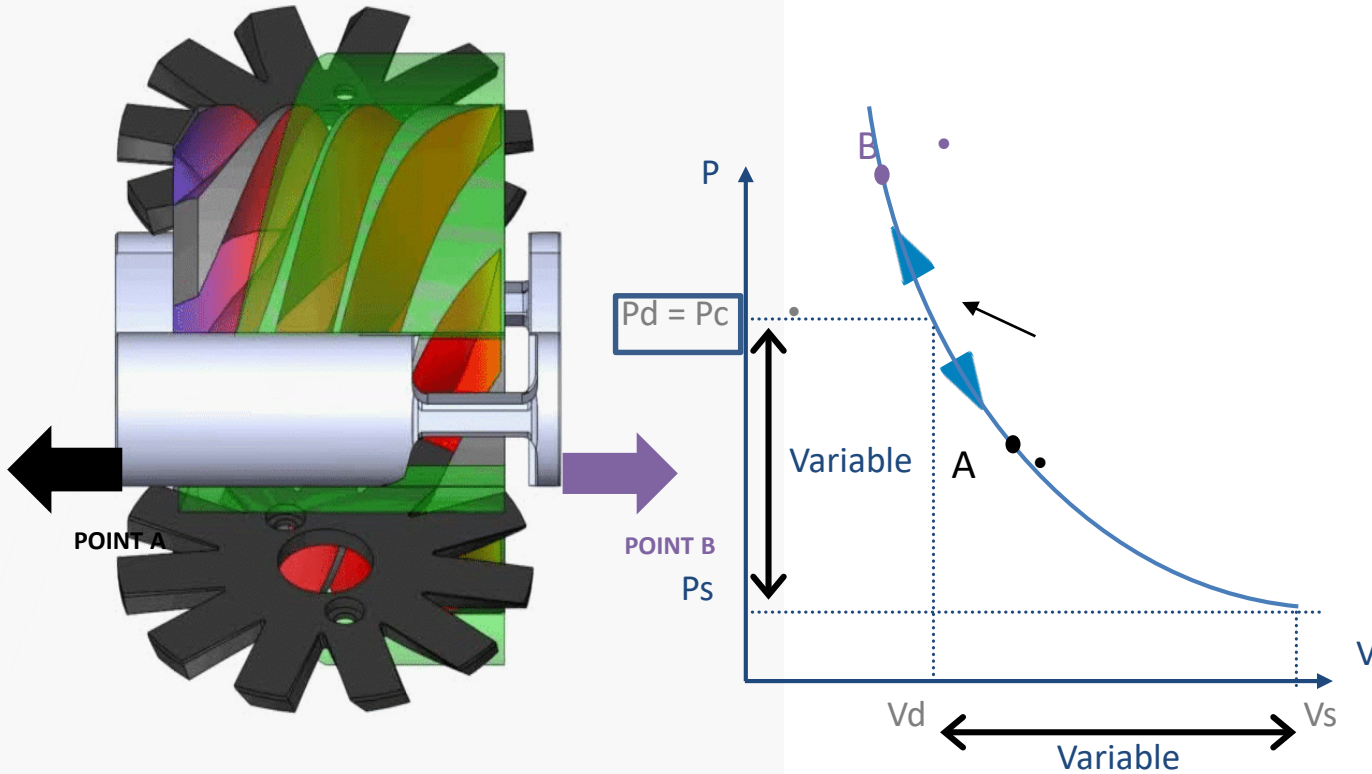 POINT A
POINT B
B
P
Pd = Pc
Variable
A
Ps
V
Vd
Vs
Variable